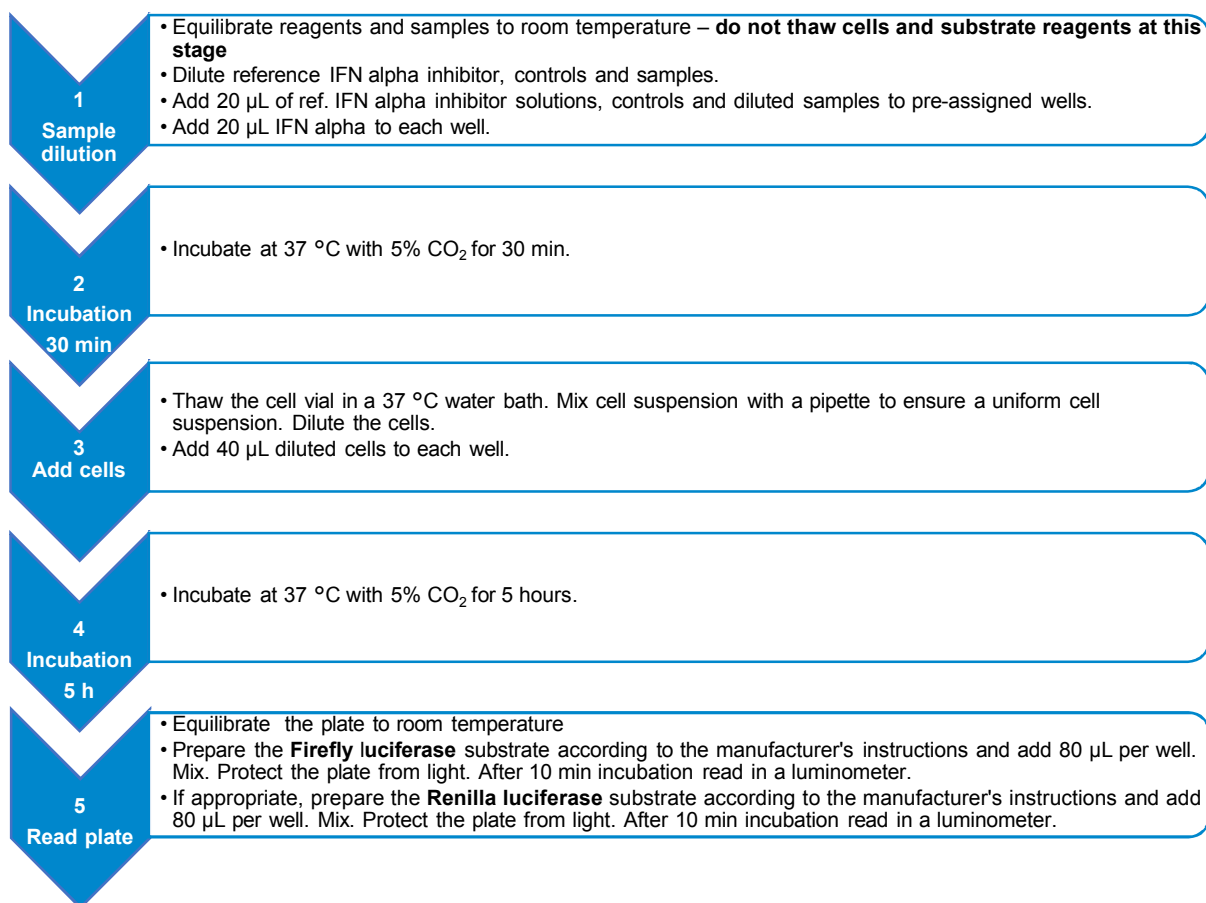 1
Sample
dilution
• Equilibrate reagents and samples to room temperature – do not thaw cells and substrate reagents at this
stage
• Dilute reference IFN alpha inhibitor, controls and samples.
• Add 20 µL of ref. IFN alpha inhibitor solutions, controls and diluted samples to pre-assigned wells.
• Add 20 µL IFN alpha to each well.
2
Incubation
30 min
• Incubate at 37 °C with 5% CO₂ for 30 min.
3
Add cells
• Thaw the cell vial in a 37 °C water bath. Mix cell suspension with a pipette to ensure a uniform cell
suspension. Dilute the cells.
• Add 40 µL diluted cells to each well.
4
Incubation
5 h
• Incubate at 37 °C with 5% CO₂ for 5 hours.
5
Read plate
• Equilibrate the plate to room temperature
• Prepare the Firefly luciferase substrate according to the manufacturer's instructions and add 80 µL per well.
Mix. Protect the plate from light. After 10 min incubation read in a luminometer.
• If appropriate, prepare the Renilla luciferase substrate according to the manufacturer's instructions and add
80 µL per well. Mix. Protect the plate from light. After 10 min incubation read in a luminometer.